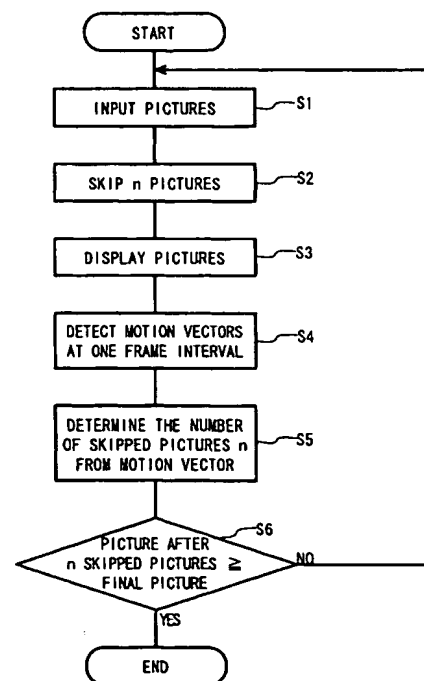 START
INPUT PICTURES
S1
SKIP n PICTURES
S2
DISPLAY PICTURES
S3
DETECT MOTION VECTORS
AT ONE FRAME INTERVAL
S4
DETERMINE THE NUMBER
OF SKIPPED PICTURES n
FROM MOTION VECTOR
S5
S6
PICTURE AFTER
n SKIPPED PICTURES ≧
FINAL PICTURE
NO
YES
END